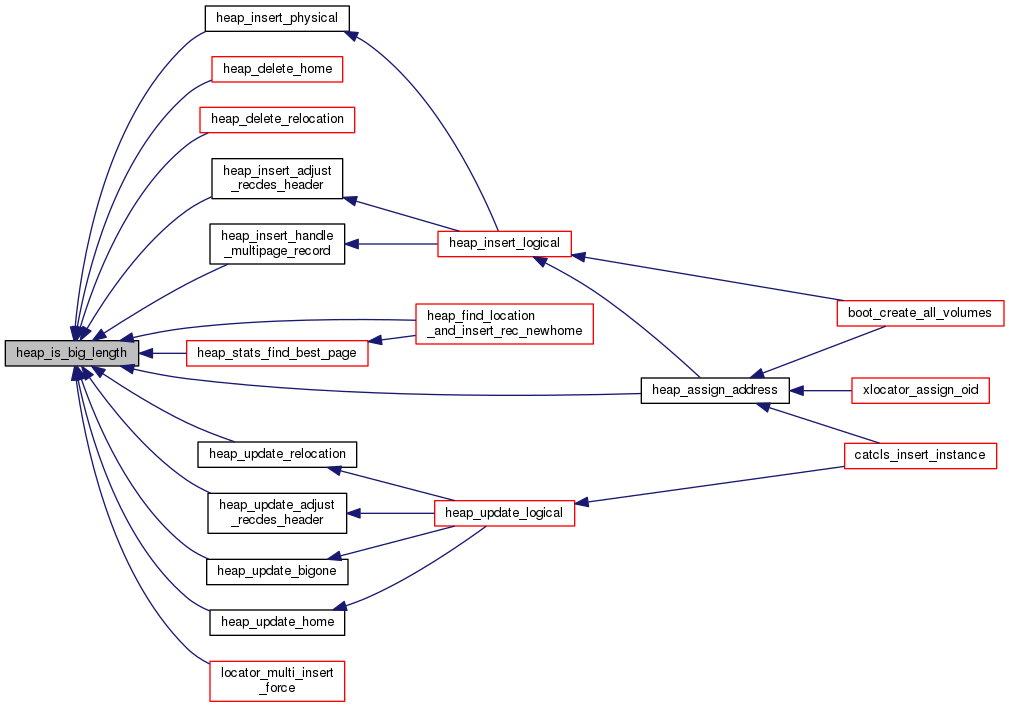 heap_insert_physical
heap_delete_home
heap_delete_relocation
heap_insert_adjust
_recdes_header
heap_insert_handle
_multipage_record
heap_insert_logical
heap_find_location
_and_insert_rec_newhome
boot_create_all_volumes
heap_is_big_length
heap_stats_find_best_page
heap_assign_address
xlocator_assign_oid
heap_update_relocation
catcls_insert_instance
heap_update_adjust
_recdes_header
heap_update_logical
heap_update_bigone
heap_update_home
locator_multi_insert
_force